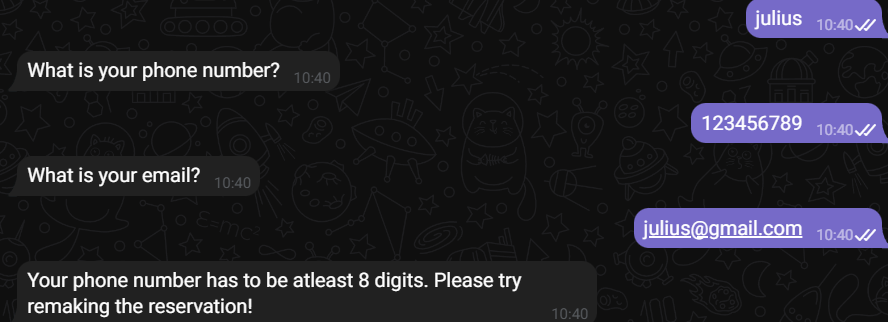 julius 10:40
What is your phone number? 10:40
123456789 10:40
What is your email? 10:40
julius@gmail.com 10:40
Your phone number has to be atleast 8 digits. Please try
remaking the reservation! 10:40